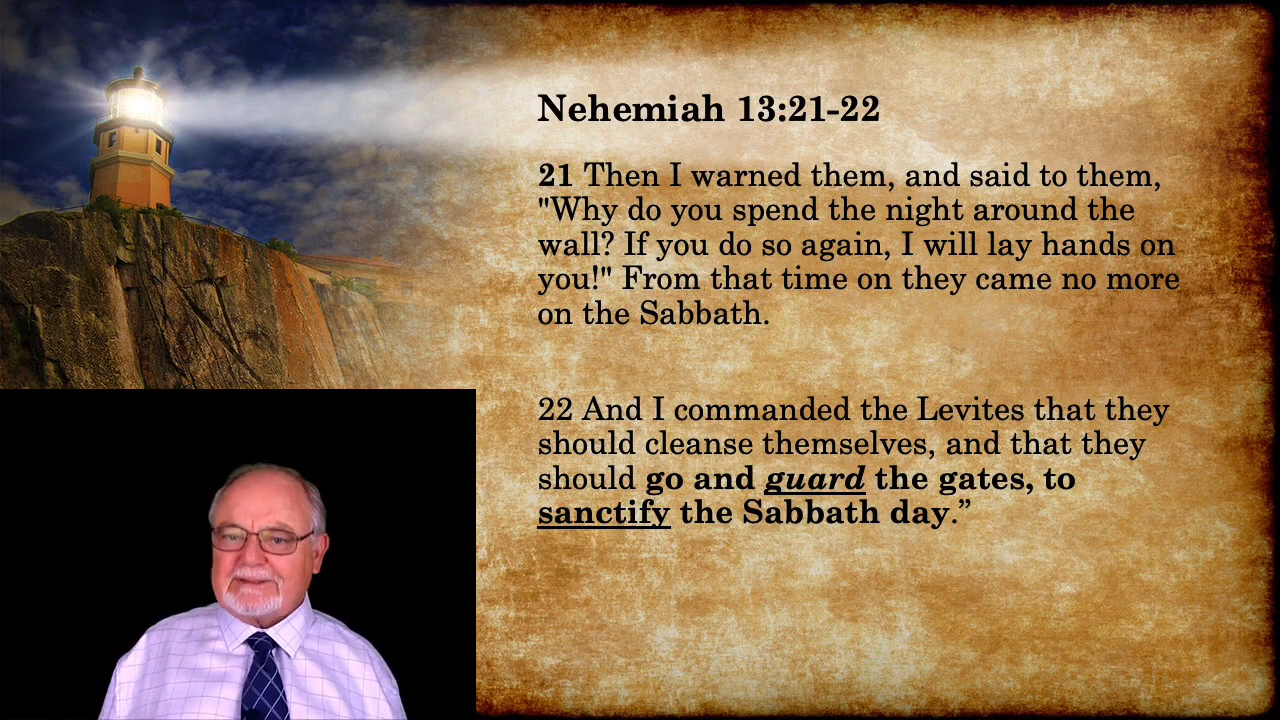 Nehemiah 13:21-22
21 Then I warned them, and said to them,
"Why do you spend the night around the
wall? If you do so again, I will lay hands on
you!" From that time on they came no more
on the Sabbath.
22 And I commanded the Levites that they
should cleanse themselves, and that they
should go and guard the gates, to
sanctify the Sabbath day.”